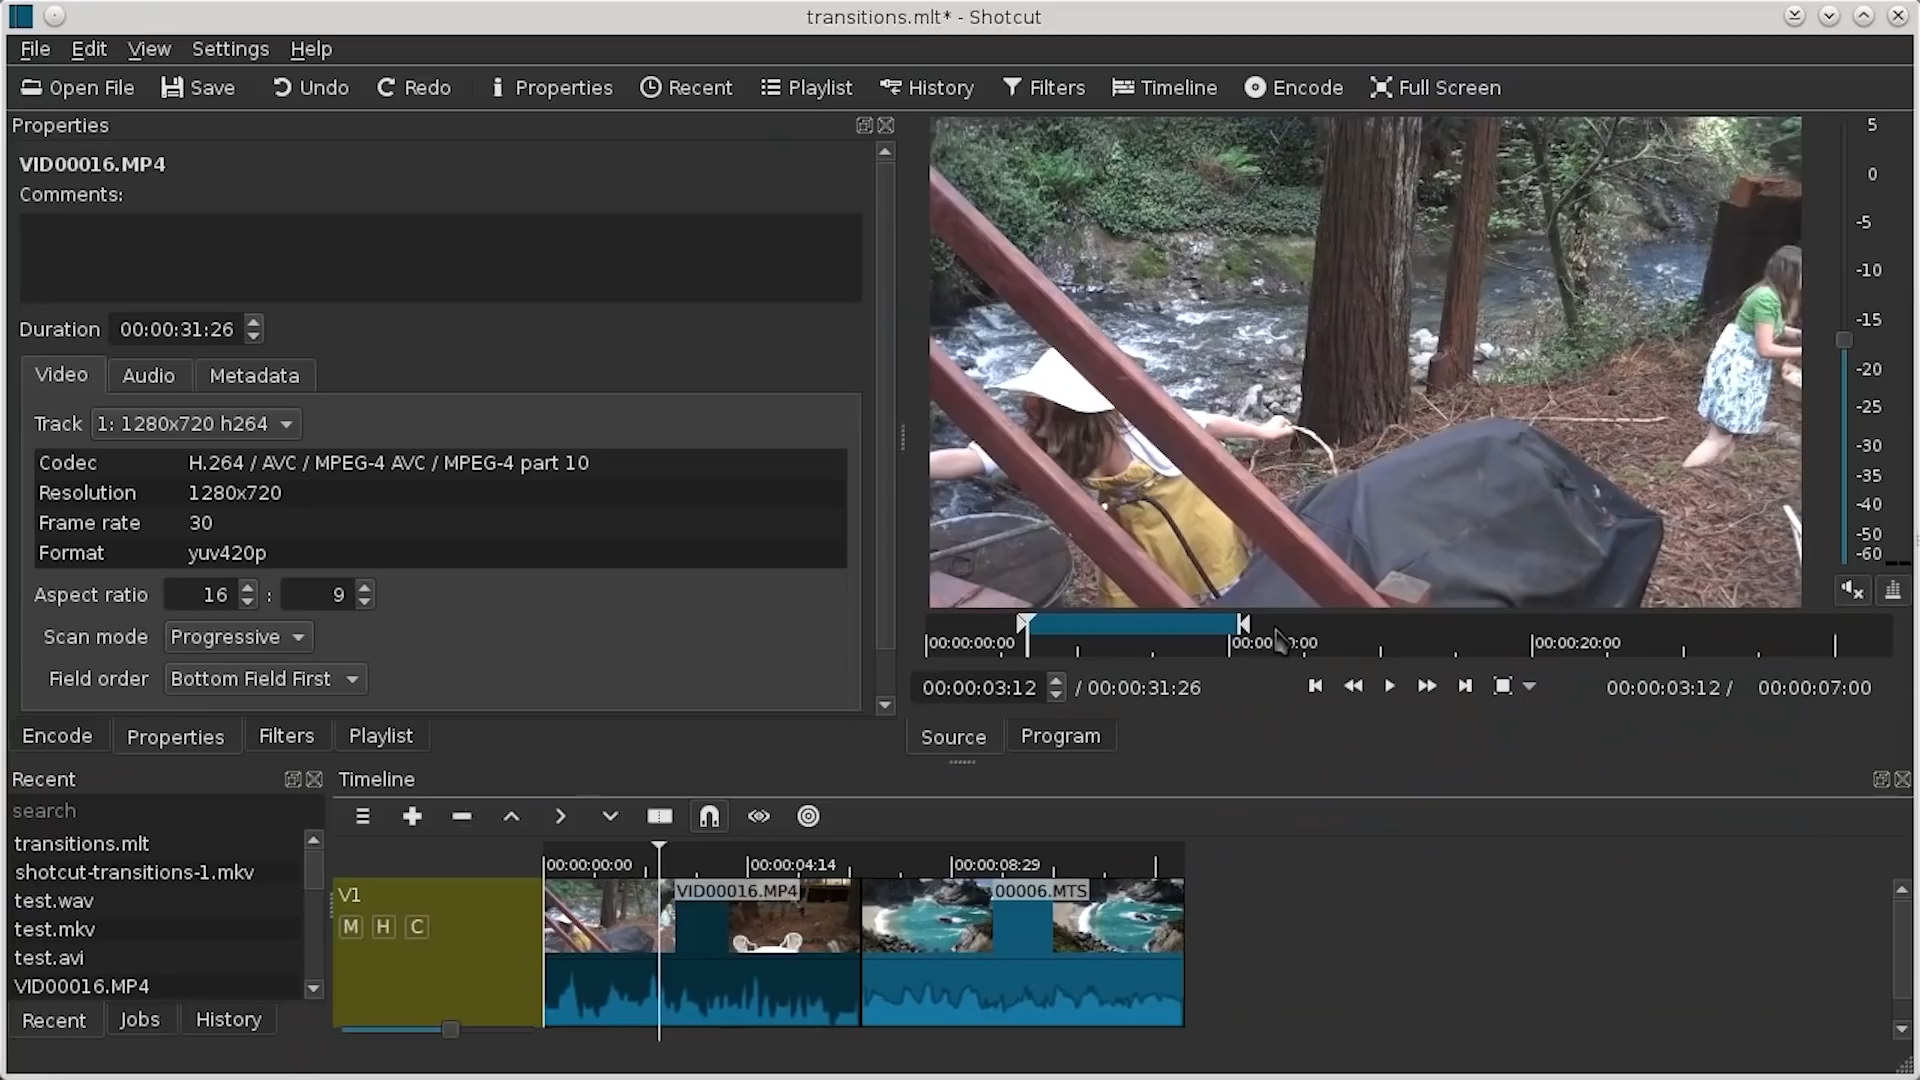 transitions.mlt* - Shotcut
File Edit View Settings Help
Open File Save Undo Redo Properties Recent Playlist History Filters Timeline Encode Full Screen
Properties
VID00016.MP4
Comments:
Duration 00:00:31:26
Video Audio Metadata
Track 1: 1280x720 h264
Codec H.264 / AVC / MPEG-4 AVC / MPEG-4 part 10
Resolution 1280x720
Frame rate 30
Format yuv420p
Aspect ratio 16 : 9
Scan mode Progressive
Field order Bottom Field First
Encode Properties Filters Playlist
5
0
-5
-10
-15
-20
-25
-30
-35
-40
-50
-60
00:00:00:00 00:00:20:00
00:00:03:12 / 00:00:31:26 00:00:03:12 / 00:00:07:00
Source Program
Recent
search
transitions.mlt
shotcut-transitions-1.mkv
test.wav
test.mkv
test.avi
VID00016.MP4
Recent Jobs History
Timeline
00:00:00:00 00:00:04:14 00:00:08:29
V1
M H C
VID00016.MP4 00006.MTS